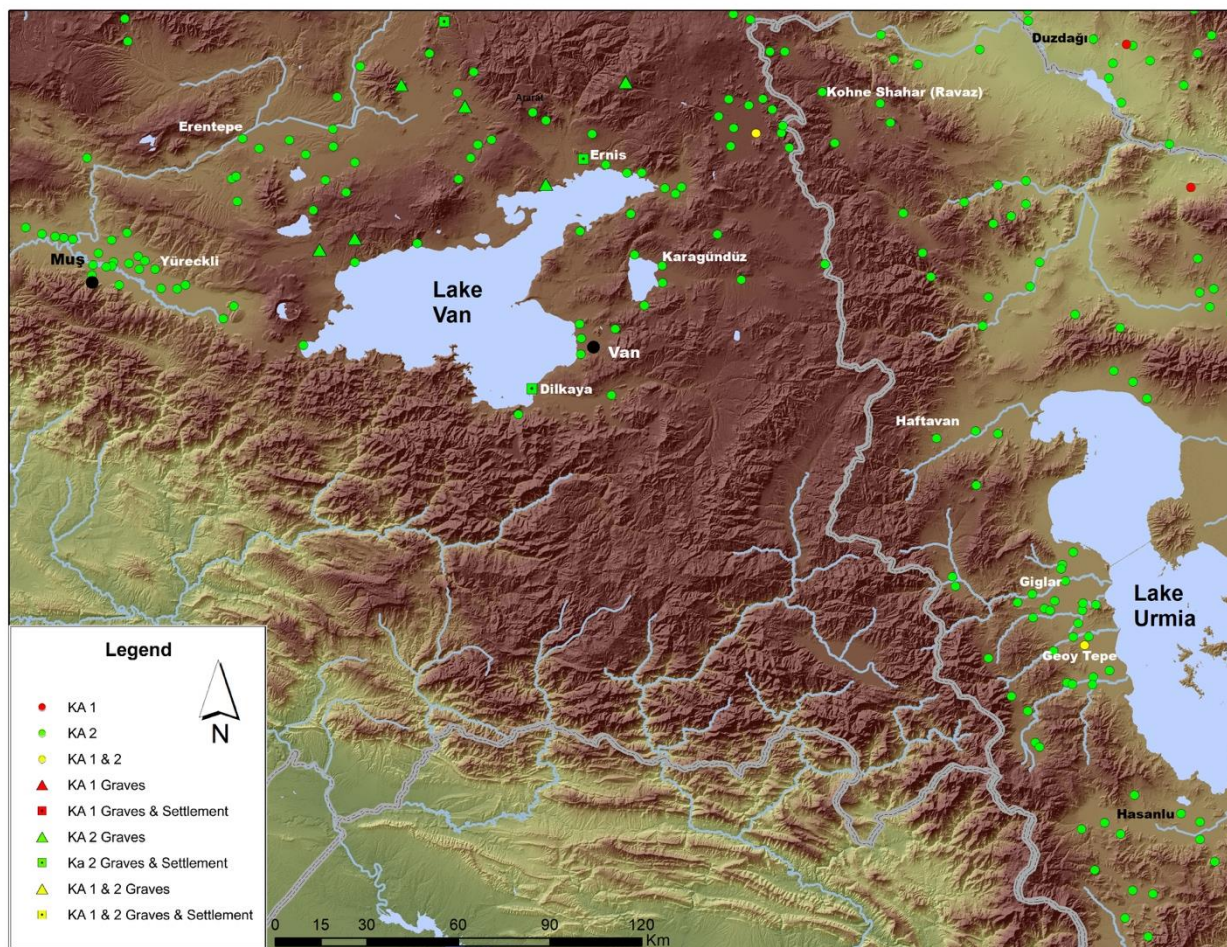 Duzdağı
Kohne Shahar (Ravaz)
Ararat
Erentepe
Ernis
Muş
Yüreckli
Karagündüz
Lake
Van
Van
Dilkaya
Haftavan
Giglar
Lake
Urmia
Geoy Tepe
Hasanlu
Legend
N
KA 1
KA 2
KA 1 & 2
KA 1 Graves
KA 1 Graves & Settlement
KA 2 Graves
Ka 2 Graves & Settlement
KA 1 & 2 Graves
KA 1 & 2 Graves & Settlement
0 15 30 60 90 120
Km